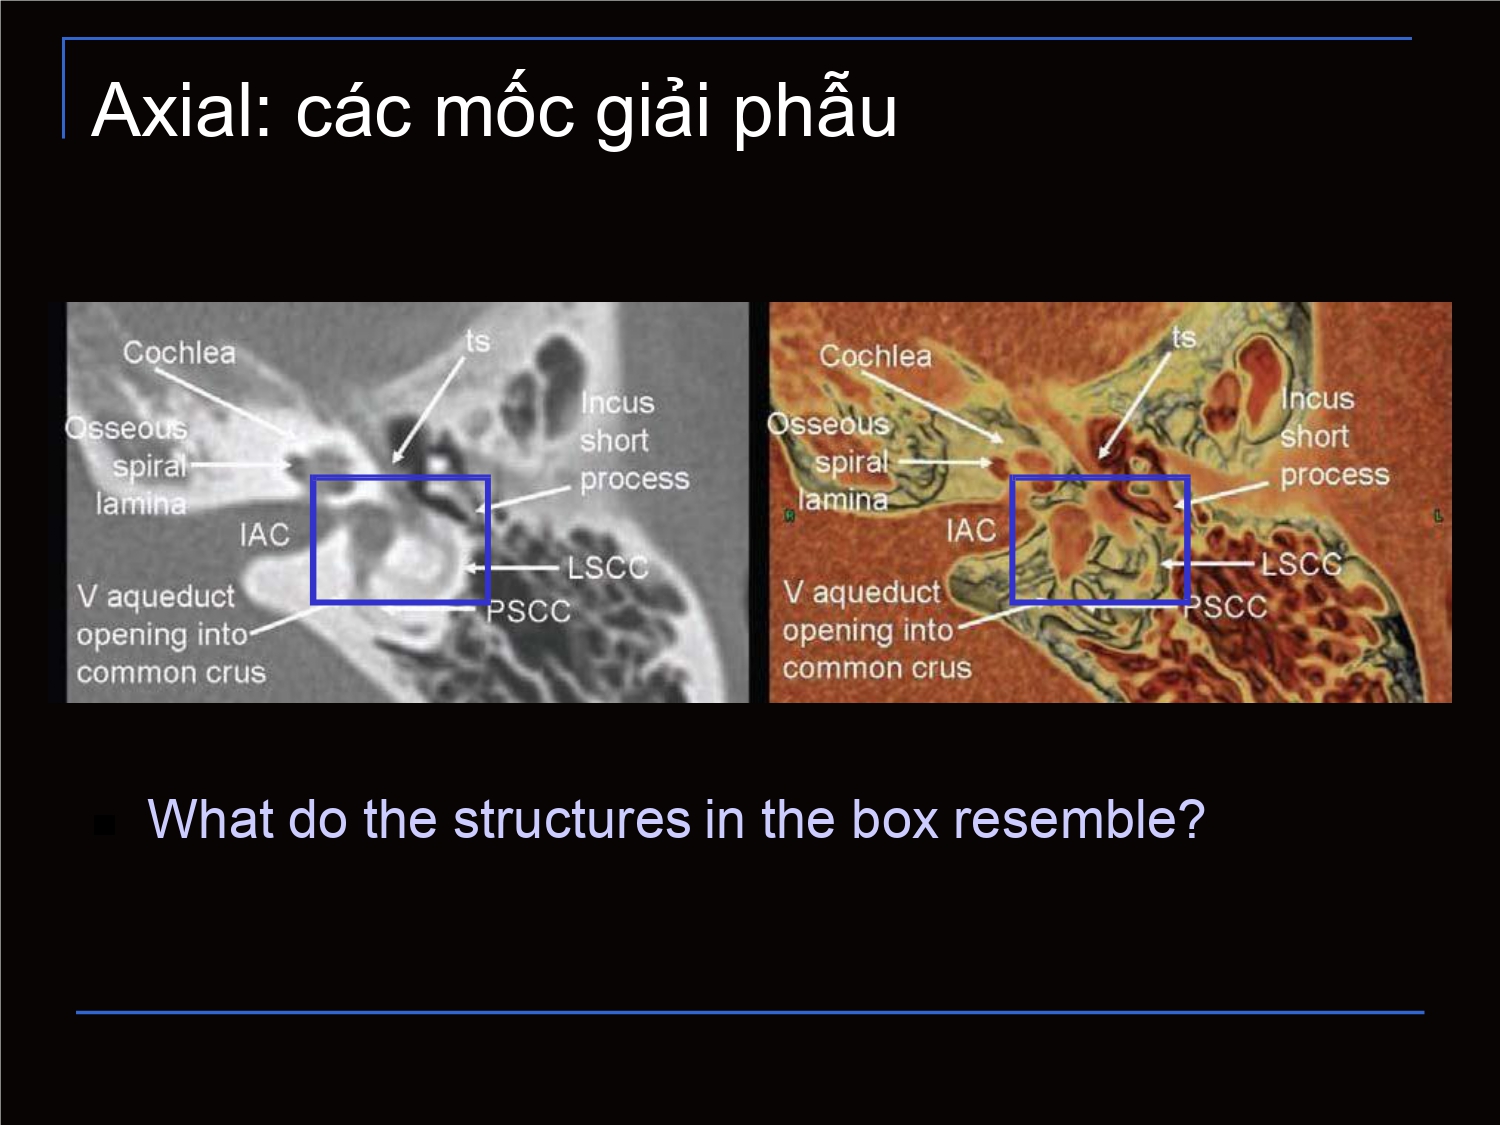 Axial: các mốc giải phẫu
Cochlea
ts
Osseous
spiral
lamina
Incus
short
process
IAC
LSCC
V aqueduct
opening into
common crus
PSCC
Cochlea
ts
Osseous
spiral
lamina
Incus
short
process
R
L
IAC
LSCC
V aqueduct
opening into
common crus
PSCC
What do the structures in the box resemble?